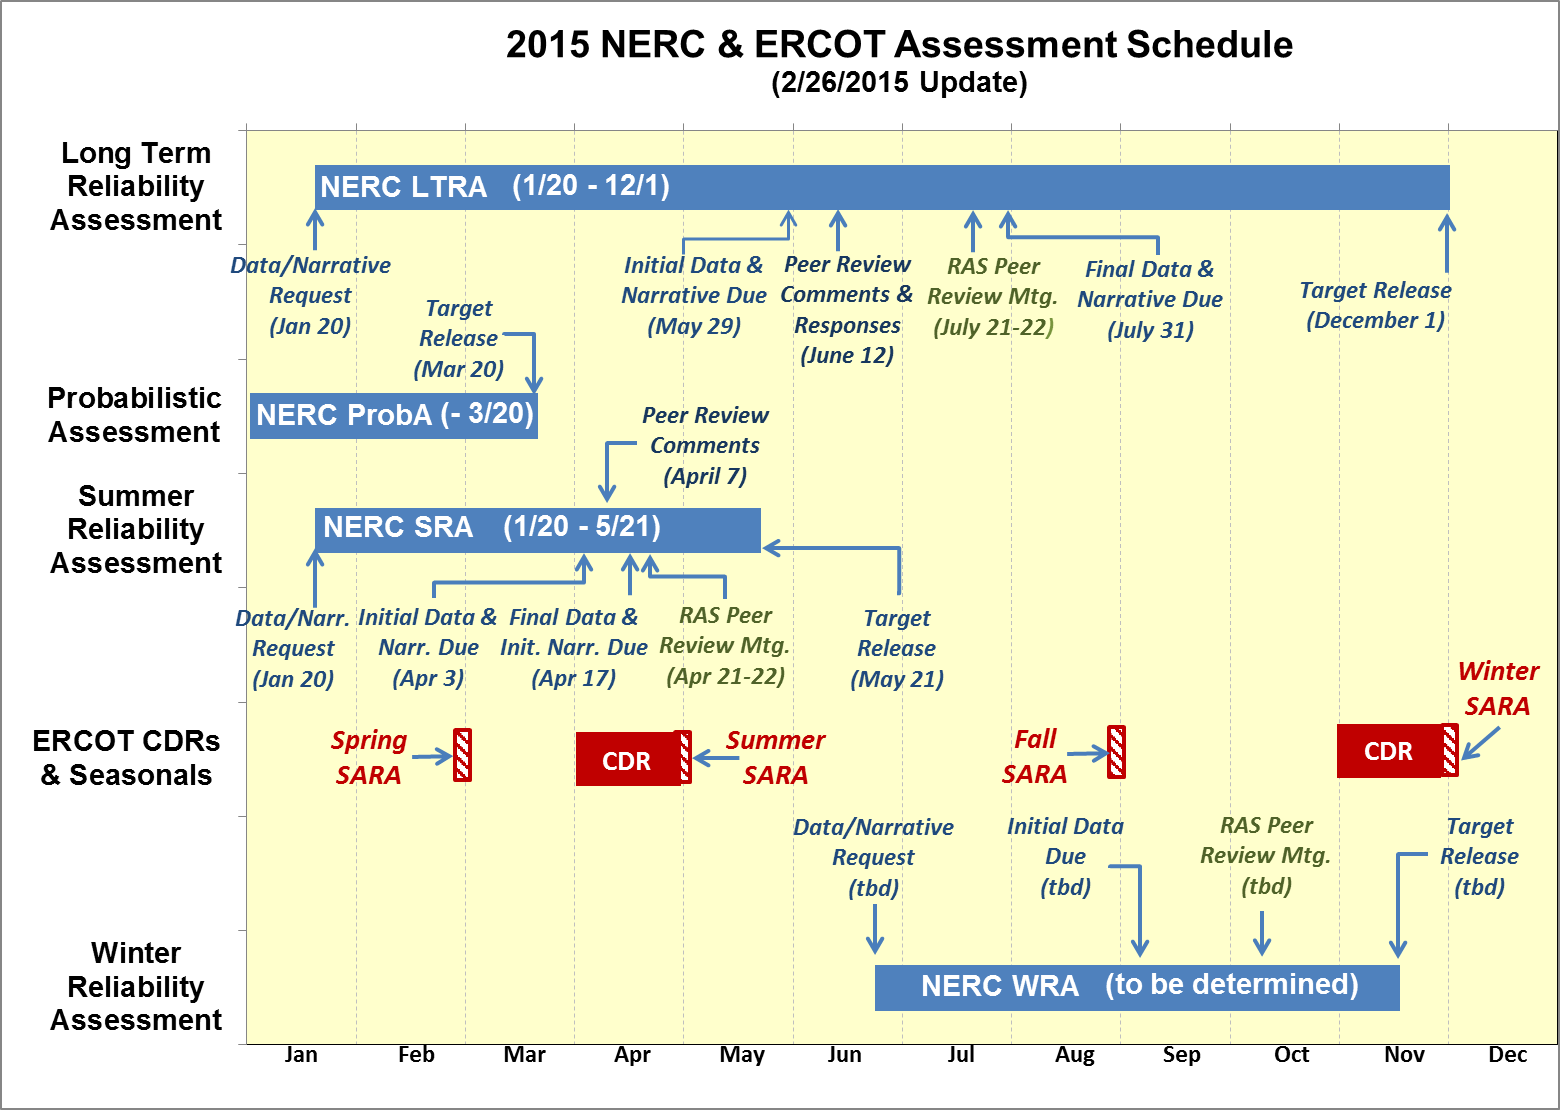 2015 NERC & ERCOT Assessment Schedule
(2/26/2015 Update)
Long Term
Reliability
Assessment
NERC LTRA (1/20 - 12/1)
Data/Narrative
Request
(Jan 20)
Initial Data &
Narrative Due
(May 29)
Peer Review
Comments &
Responses
(June 12)
RAS Peer
Review Mtg.
(July 21-22)
Final Data &
Narrative Due
(July 31)
Target Release
(December 1)
Target
Release
(Mar 20)
Probabilistic
Assessment
NERC ProbA (- 3/20)
Peer Review
Comments
(April 7)
Summer
Reliability
Assessment
NERC SRA (1/20 - 5/21)
Data/Narr.
Request
(Jan 20)
Initial Data &
Narr. Due
(Apr 3)
Final Data &
Init. Narr. Due
(Apr 17)
RAS Peer
Review Mtg.
(Apr 21-22)
Target
Release
(May 21)
ERCOT CDRs
& Seasonals
Spring
SARA
CDR
Summer
SARA
Fall
SARA
CDR
Winter
SARA
Data/Narrative
Request
(tbd)
Initial Data
Due
(tbd)
RAS Peer
Review Mtg.
(tbd)
Target
Release
(tbd)
Winter
Reliability
Assessment
NERC WRA (to be determined)
Jan Feb Mar Apr May Jun Jul Aug Sep Oct Nov Dec